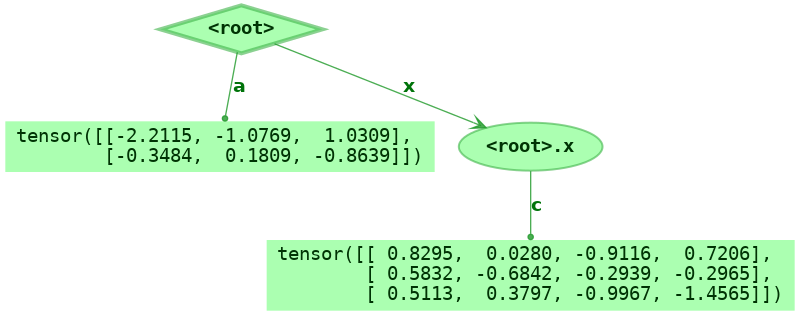 <root>
a
x
tensor([[-2.2115, -1.0769,  1.0309],
        [-0.3484,  0.1809, -0.8639]])
<root>.x
c
tensor([[ 0.8295,  0.0280, -0.9116,  0.7206],
        [ 0.5832, -0.6842, -0.2939, -0.2965],
        [ 0.5113,  0.3797, -0.9967, -1.4565]])